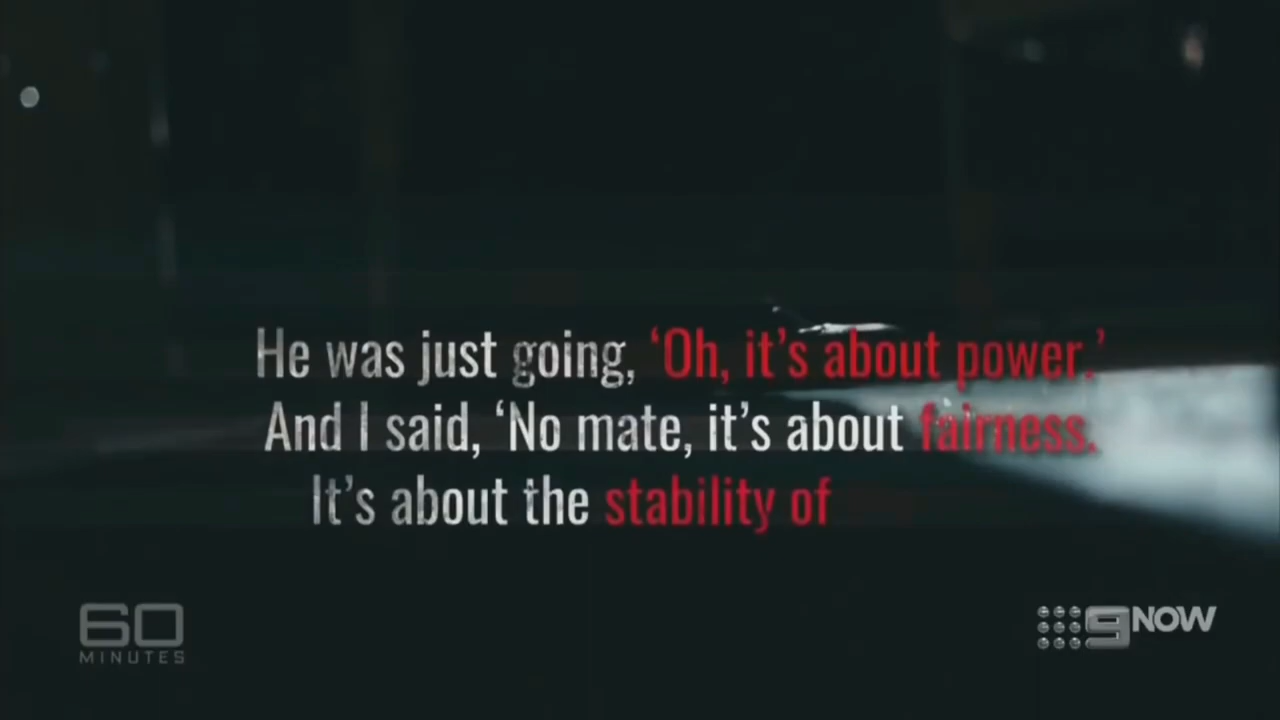 He was just going, ‘Oh, it’s about power.’
And I said, ‘No mate, it’s about fairness.
It’s about the stability of
60
MINUTES
9NOW